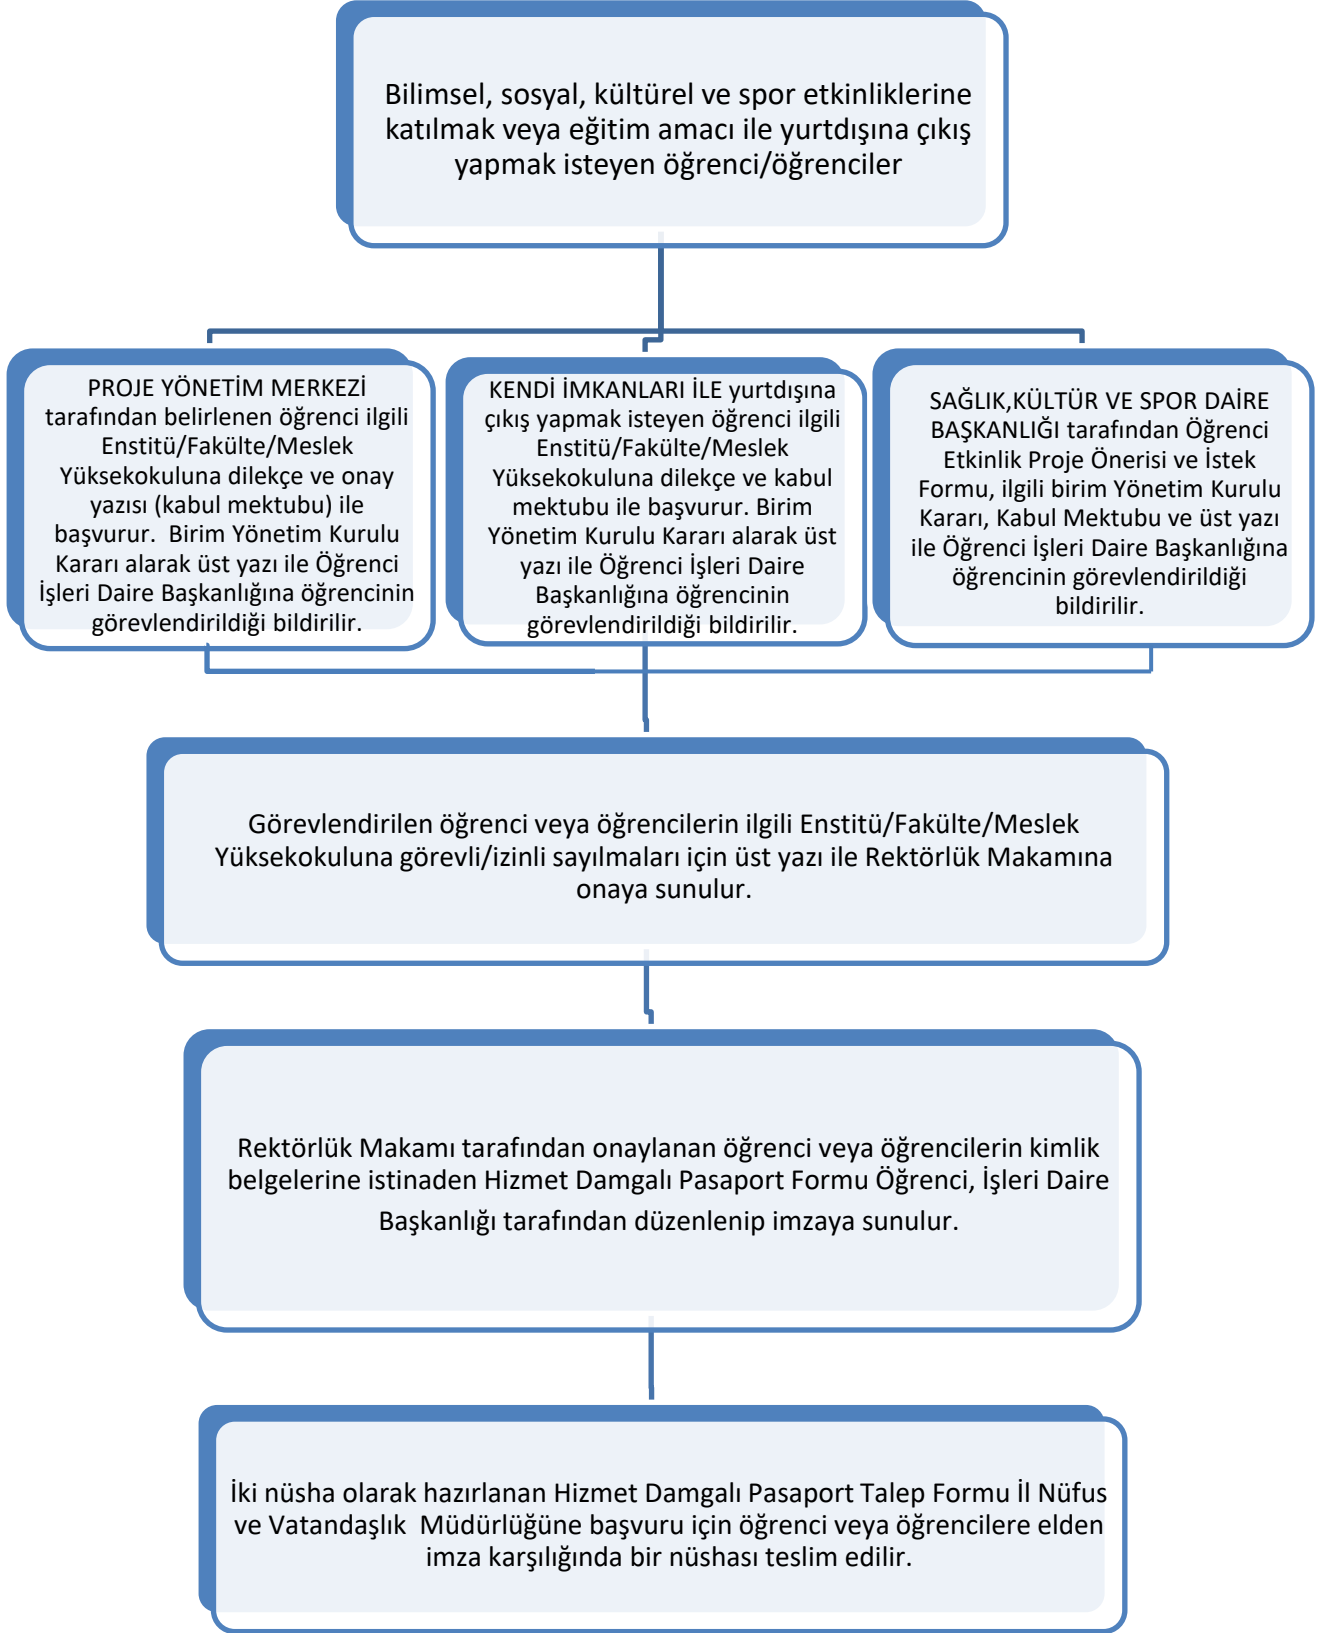 Bilimsel, sosyal, kültürel ve spor etkinliklerine
katılmak veya eğitim amacı ile yurtdışına çıkış
yapmak isteyen öğrenci/öğrenciler
PROJE YÖNETİM MERKEZİ
tarafından belirlenen öğrenci ilgili
Enstitü/Fakülte/Meslek
Yüksekokuluna dilekçe ve onay
yazısı (kabul mektubu) ile
başvurur.  Birim Yönetim Kurulu
Kararı alarak üst yazı ile Öğrenci
İşleri Daire Başkanlığına öğrencinin
görevlendirildiği bildirilir.
KENDİ İMKANLARI İLE yurtdışına
çıkış yapmak isteyen öğrenci ilgili
Enstitü/Fakülte/Meslek
Yüksekokuluna dilekçe ve kabul
mektubu ile başvurur. Birim
Yönetim Kurulu Kararı alarak üst
yazı ile Öğrenci İşleri Daire
Başkanlığına öğrencinin
görevlendirildiği bildirilir.
SAĞLIK,KÜLTÜR VE SPOR DAİRE
BAŞKANLIĞI tarafından Öğrenci
Etkinlik Proje Önerisi ve İstek
Formu, ilgili birim Yönetim Kurulu
Kararı, Kabul Mektubu ve üst yazı
ile Öğrenci İşleri Daire Başkanlığına
öğrencinin görevlendirildiği
bildirilir.
Görevlendirilen öğrenci veya öğrencilerin ilgili Enstitü/Fakülte/Meslek
Yüksekokuluna görevli/izinli sayılmaları için üst yazı ile Rektörlük Makamına
onaya sunulur.
Rektörlük Makamı tarafından onaylanan öğrenci veya öğrencilerin kimlik
belgelerine istinaden Hizmet Damgalı Pasaport Formu Öğrenci, İşleri Daire
Başkanlığı tarafından düzenlenip imzaya sunulur.
İki nüsha olarak hazırlanan Hizmet Damgalı Pasaport Talep Formu İl Nüfus
ve Vatandaşlık  Müdürlüğüne başvuru için öğrenci veya öğrencilere elden
imza karşılığında bir nüshası teslim edilir.